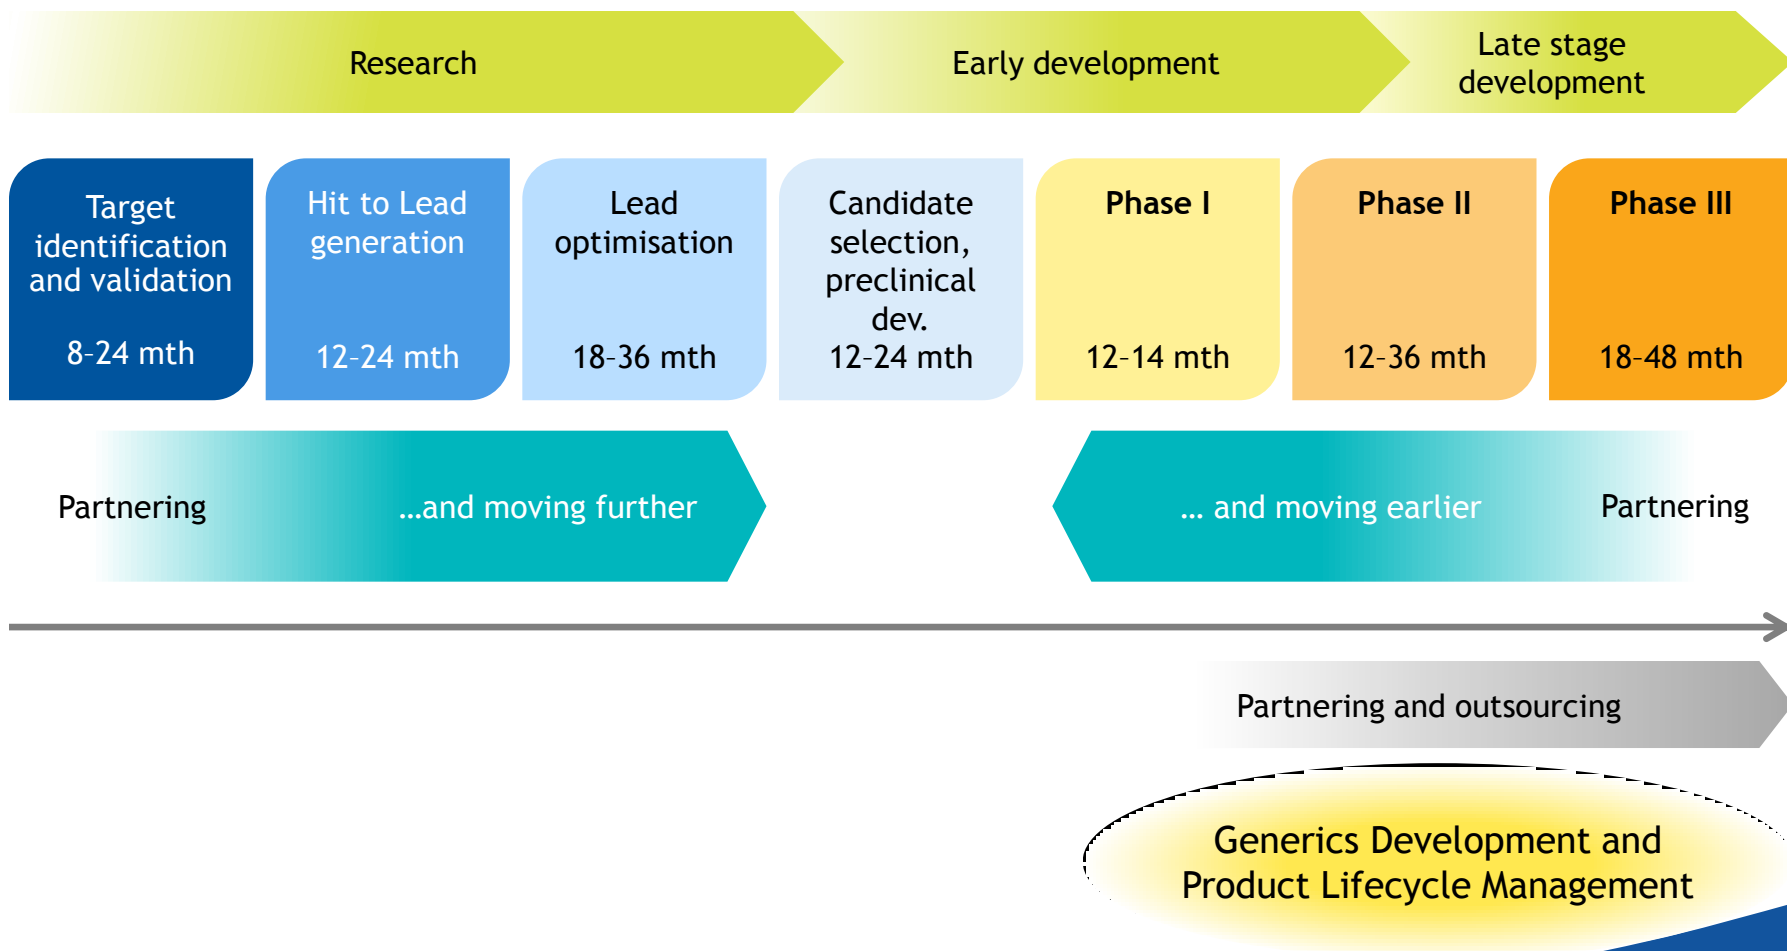 Research
Early development
Late stage
development
Target
identification
and validation
8–24 mth
Hit to Lead
generation
12–24 mth
Lead
optimisation
18–36 mth
Candidate
selection,
preclinical
dev.
12–24 mth
Phase I
12–14 mth
Phase II
12–36 mth
Phase III
18–48 mth
Partnering
…and moving further
… and moving earlier
Partnering
Partnering and outsourcing
Generics Development and
Product Lifecycle Management